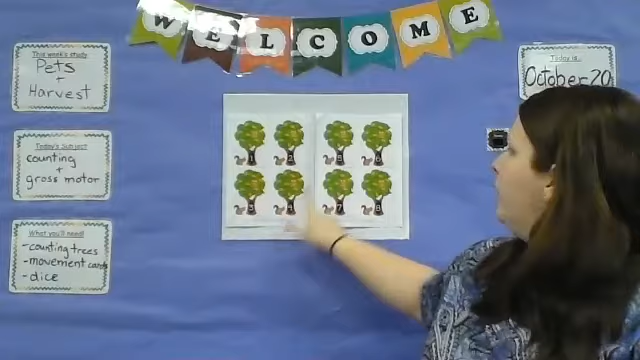 WELCOME
This week's study
Pets
+
Harvest
Today is...
October 20
Today's Subject
counting
+
gross motor
What you'll need!
-counting trees
-movement cards
-dice